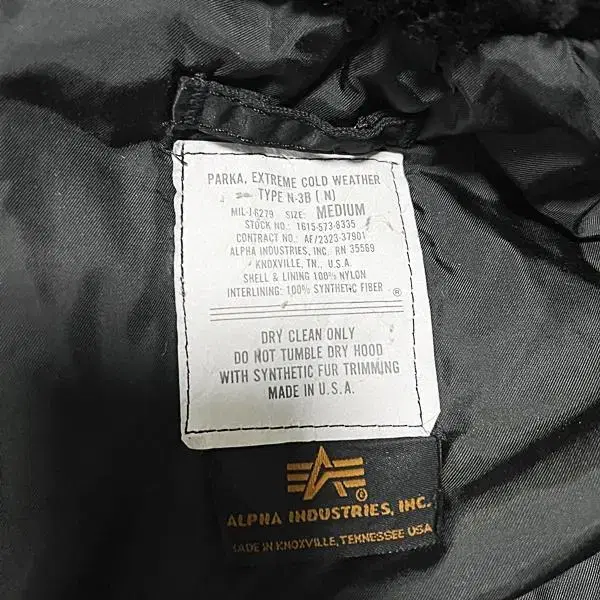 PARKA, EXTREME COLD WEATHER
TYPE N-3B (N)
MIL-J-6279 SIZE: MEDIUM
STOCK NO.: 1615-573-8335
CONTRACT NO.: AF/2323-37901
ALPHA INDUSTRIES, INC. RN 35569
KNOXVILLE, TN., U.S.A.
SHELL & LINING 100% NYLON
INTERLINING: 100% SYNTHETIC FIBER ®
DRY CLEAN ONLY
DO NOT TUMBLE DRY HOOD
WITH SYNTHETIC FUR TRIMMING
MADE IN U.S.A.
®
ALPHA INDUSTRIES, INC.
MADE IN KNOXVILLE, TENNESSEE USA